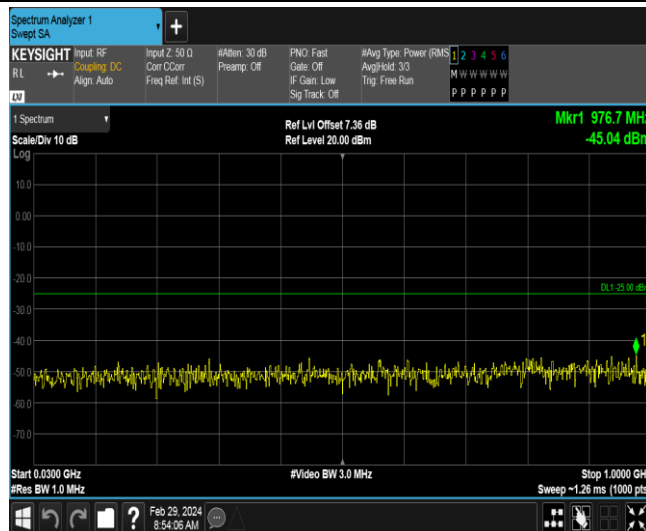 Spectrum Analyzer 1
Swept SA
+
KEYSIGHT
RL
LXI
Input: RF
Coupling: DC
Align: Auto
Input Z: 50 Ω
Corr CCorr
Freq Ref: Int (S)
#Atten: 30 dB
Preamp: Off
PNO: Fast
Gate: Off
IF Gain: Low
Sig Track: Off
#Avg Type: Power (RMS
Avg|Hold: 3/3
Trig: Free Run
1 2 3 4 5 6
M W W W W W
P P P P P P
1 Spectrum
Scale/Div 10 dB
Log
Ref Lvl Offset 7.36 dB
Ref Level 20.00 dBm
Mkr1 976.7 MHz
-45.04 dBm
10.0
0.00
-10.0
-20.0
DL1 -25.00 dBm
-30.0
-40.0
1
-50.0
-60.0
-70.0
Start 0.0300 GHz
#Res BW 1.0 MHz
#Video BW 3.0 MHz
Stop 1.0000 GHz
Sweep ~1.26 ms (1000 pts)
?
Feb 29, 2024
8:54:06 AM